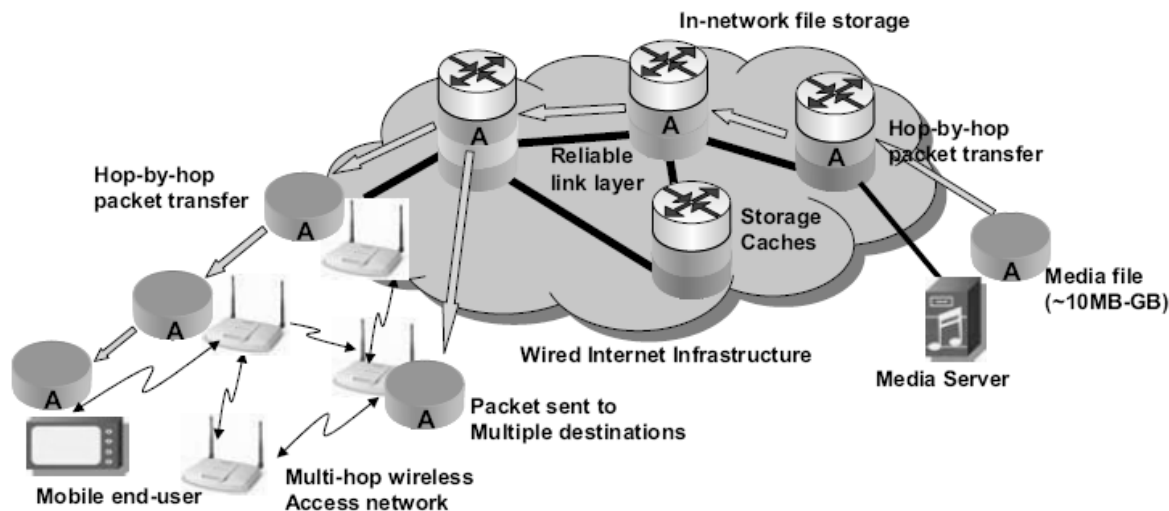 In-network file storage
A
A
A
Hop-by-hop
packet transfer
Reliable
link layer
Hop-by-hop
packet transfer
A
Storage
Caches
A
Media file
(~10MB-GB)
A
Wired Internet Infrastructure
Media Server
A
A
Packet sent to
Multiple destinations
Mobile end-user
Multi-hop wireless
Access network